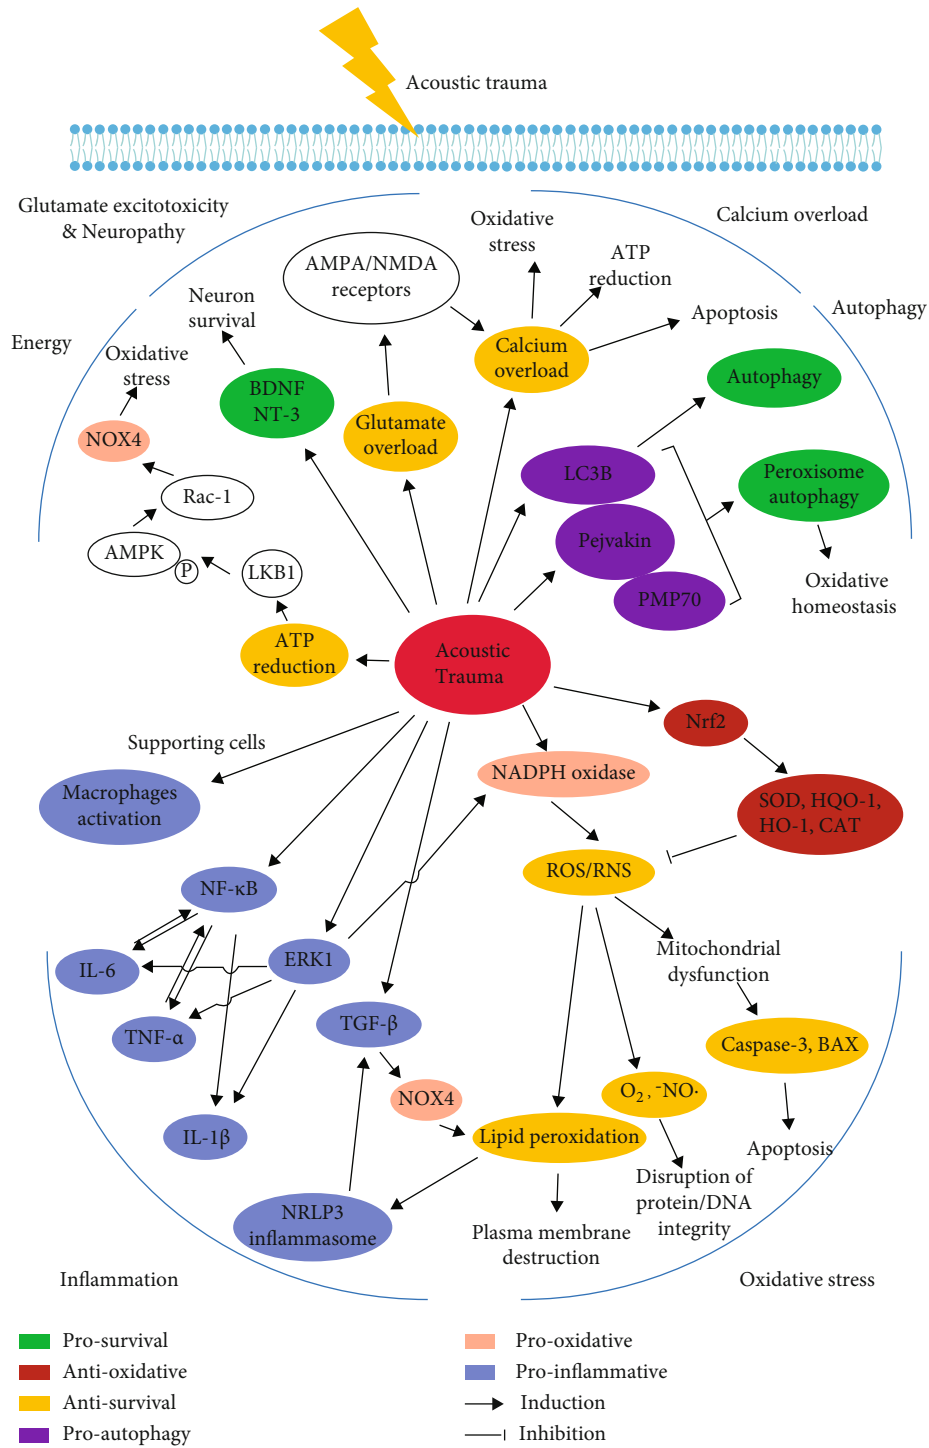 Acoustic trauma
Glutamate excitotoxicity
& Neuropathy
Calcium overload
Oxidative
stress
ATP
reduction
AMPA/NMDA
receptors
Neuron
survival
Apoptosis
Autophagy
Energy
Oxidative
stress
Calcium
overload
Autophagy
BDNF
NT-3
Glutamate
overload
NOX4
LC3B
Peroxisome
autophagy
Rac-1
Pejvakin
AMPK
P
LKB1
Oxidative
homeostasis
PMP70
ATP
reduction
Acoustic
Trauma
Nrf2
Supporting cells
NADPH oxidase
Macrophages
activation
SOD, HQO-1,
HO-1, CAT
ROS/RNS
NF-κB
Mitochondrial
dysfunction
IL-6
ERK1
TGF-β
TNF-α
Caspase-3, BAX
O2 , -NO·
NOX4
IL-1β
Lipid peroxidation
Apoptosis
Disruption of
protein/DNA
integrity
NRLP3
inflammasome
Plasma membrane
destruction
Inflammation
Oxidative stress
Pro-survival
Anti-oxidative
Anti-survival
Pro-autophagy
Pro-oxidative
Pro-inflammative
Induction
Inhibition